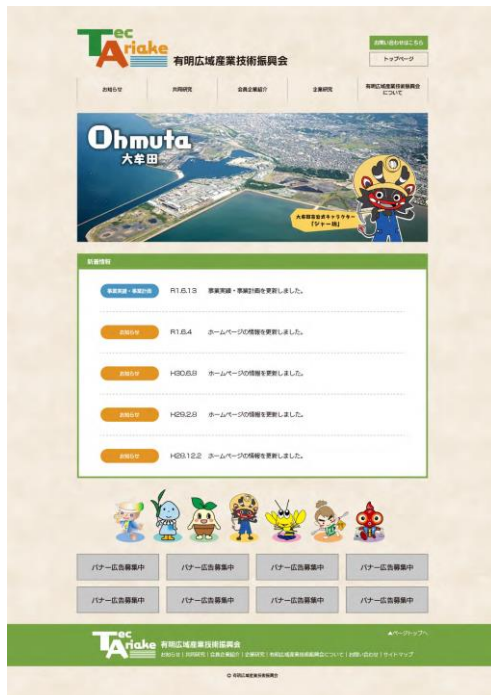 TecAriake 有明広域産業技術振興会
お問い合わせはこちら
トップページ
お知らせ 共同研究 会員企業紹介 企業研究 有明広域産業技術振興会
について
Ohmuta
大牟田
大牟田市公式キャラクター
「ジャー坊」
新着情報
事業実績・事業計画 R1.6.13 事業実績・事業計画を更新しました。
お知らせ R1.6.4 ホームページの情報を更新しました。
お知らせ H30.6.8 ホームページの情報を更新しました。
お知らせ H29.2.8 ホームページの情報を更新しました。
お知らせ H28.12.2 ホームページの情報を更新しました。
バナー広告募集中 バナー広告募集中 バナー広告募集中 バナー広告募集中
バナー広告募集中 バナー広告募集中 バナー広告募集中 バナー広告募集中
▲ページトップへ
TecAriake 有明広域産業技術振興会
お知らせ | 共同研究 | 会員企業紹介 | 企業研究 | 有明広域産業技術振興会について | お問い合わせ | サイトマップ
© 有明広域産業技術振興会